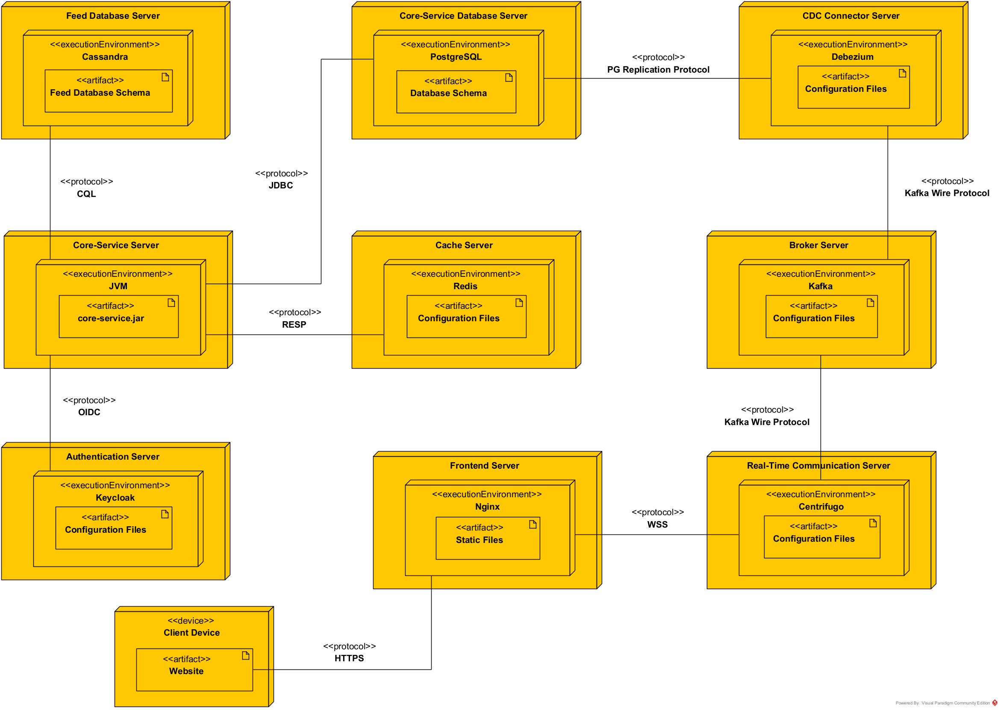 Feed Database Server
<<executionEnvironment>>
Cassandra
<<artifact>>
Feed Database Schema
Core-Service Database Server
<<executionEnvironment>>
PostgreSQL
<<artifact>>
Database Schema
<<protocol>>
PG Replication Protocol
CDC Connector Server
<<executionEnvironment>>
Debezium
<<artifact>>
Configuration Files
<<protocol>>
CQL
<<protocol>>
JDBC
<<protocol>>
Kafka Wire Protocol
Core-Service Server
<<executionEnvironment>>
JVM
<<artifact>>
core-service.jar
<<protocol>>
RESP
Cache Server
<<executionEnvironment>>
Redis
<<artifact>>
Configuration Files
Broker Server
<<executionEnvironment>>
Kafka
<<artifact>>
Configuration Files
<<protocol>>
OIDC
<<protocol>>
Kafka Wire Protocol
Authentication Server
<<executionEnvironment>>
Keycloak
<<artifact>>
Configuration Files
Frontend Server
<<executionEnvironment>>
Nginx
<<artifact>>
Static Files
<<protocol>>
WSS
Real-Time Communication Server
<<executionEnvironment>>
Centrifugo
<<artifact>>
Configuration Files
<<device>>
Client Device
<<artifact>>
Website
<<protocol>>
HTTPS
Powered By Visual Paradigm Community Edition